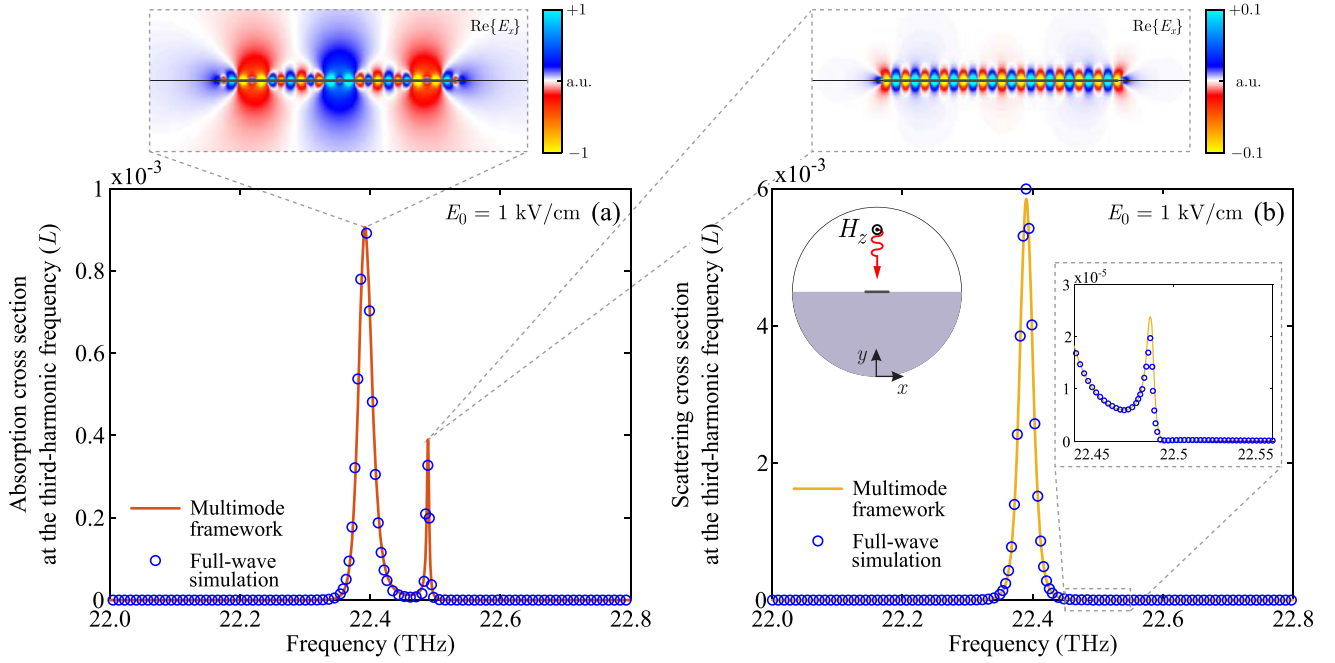 Re{Eₓ}
+1
a.u.
−1
Re{Eₓ}
+0.1
a.u.
−0.1
x10⁻³
1
0.8
0.6
0.4
0.2
0
22.0
22.2
22.4
22.6
22.8
Frequency (THz)
Absorption cross section
at the third-harmonic frequency (L)
E₀ = 1 kV/cm (a)
Multimode
framework
Full-wave
simulation
x10⁻³
6
4
2
0
22.0
22.2
22.4
22.6
22.8
Frequency (THz)
Scattering cross section
at the third-harmonic frequency (L)
E₀ = 1 kV/cm (b)
H_z
y
x
Multimode
framework
Full-wave
simulation
x10⁻⁵
3
2
1
0
22.45
22.5
22.55